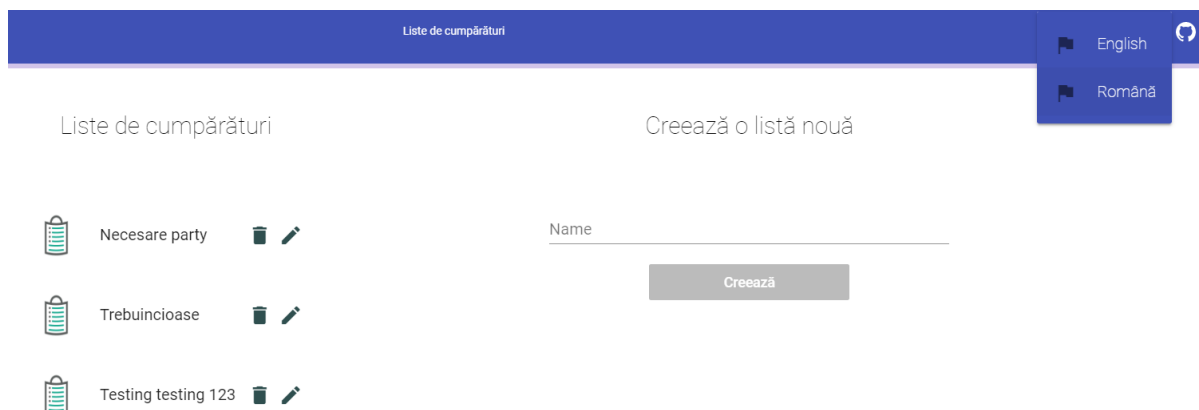 Liste de cumpărături
English
Română
Liste de cumpărături
Creează o listă nouă
Necesare party
Name
Creează
Trebuincioase
Testing testing 123